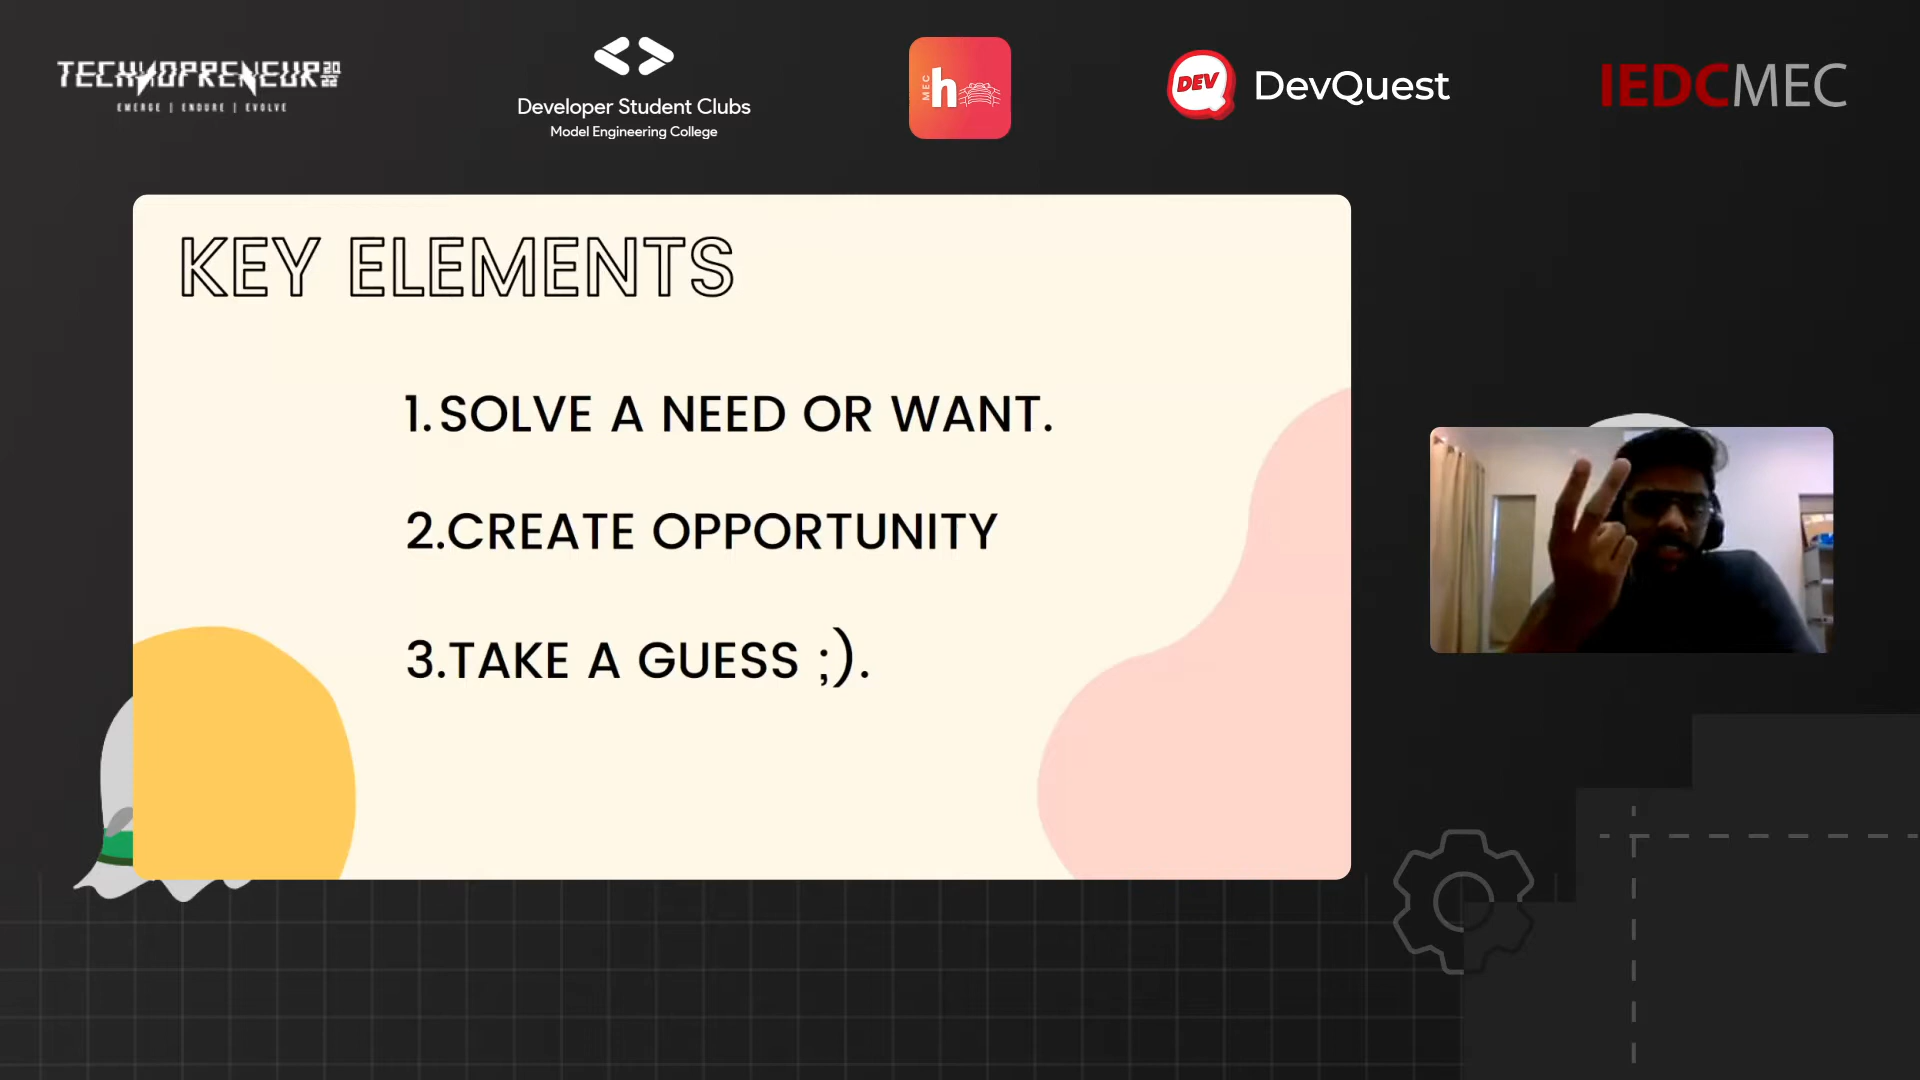 TECHNOPRENEUR 2022
EMERGE | ENDURE | EVOLVE
Developer Student Clubs
Model Engineering College
MEC
h
DEV
DevQuest
IEDCMEC
KEY ELEMENTS
1.SOLVE A NEED OR WANT.
2.CREATE OPPORTUNITY
3.TAKE A GUESS ;).